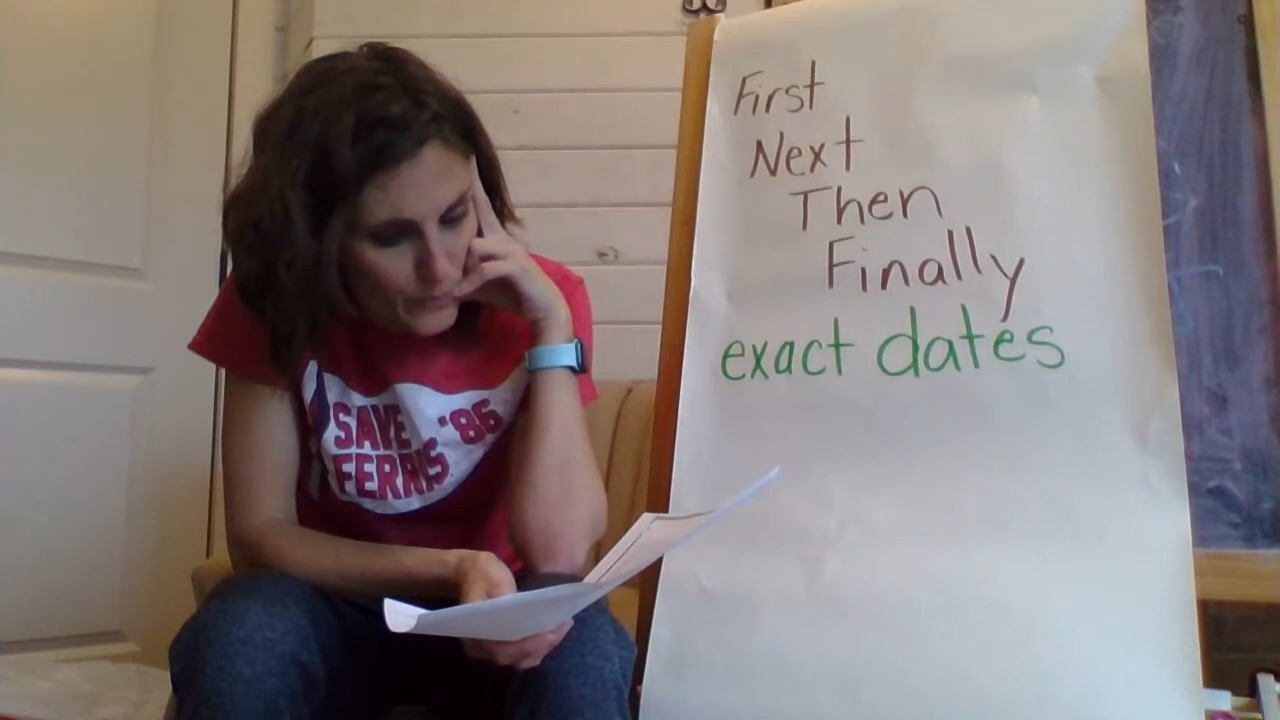 SAVE
FERRIS '86
First
Next
Then
Finally
exact dates